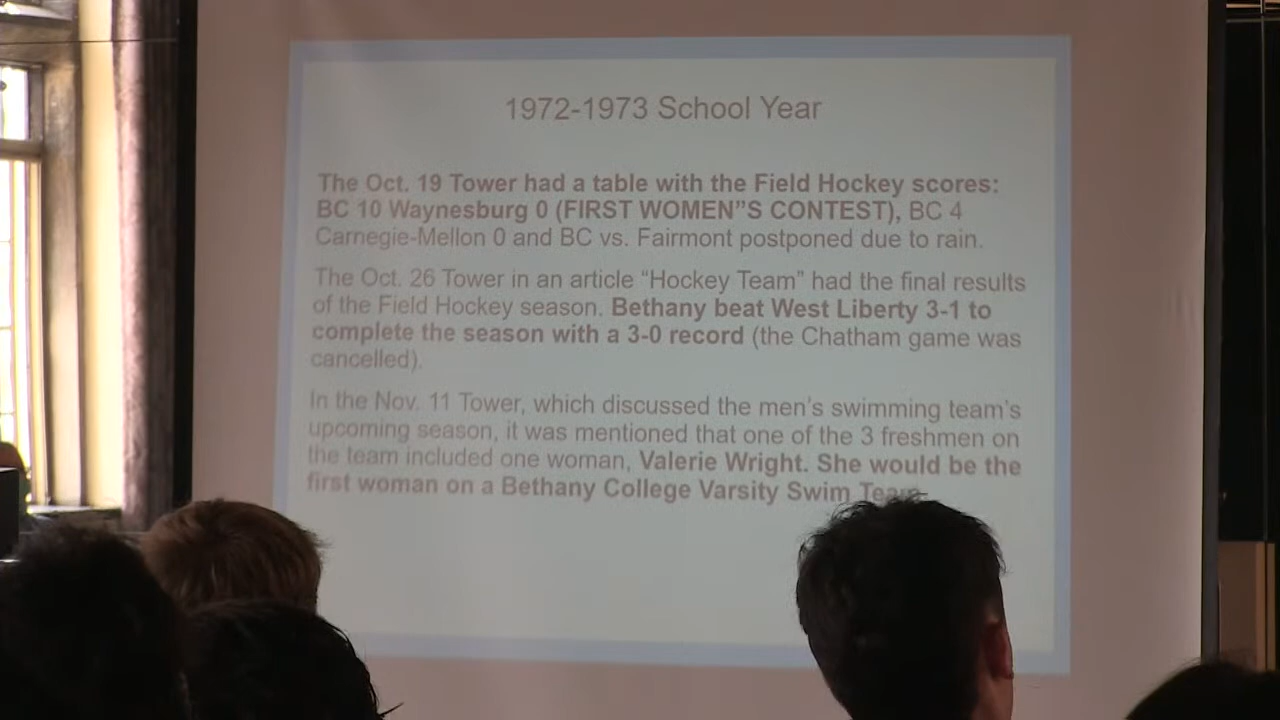 1972-1973 School Year
The Oct. 19 Tower had a table with the Field Hockey scores:
BC 10 Waynesburg 0 (FIRST WOMEN”S CONTEST), BC 4
Carnegie-Mellon 0 and BC vs. Fairmont postponed due to rain.
The Oct. 26 Tower in an article “Hockey Team” had the final results
of the Field Hockey season. Bethany beat West Liberty 3-1 to
complete the season with a 3-0 record (the Chatham game was
cancelled).
In the Nov. 11 Tower, which discussed the men’s swimming team’s
upcoming season, it was mentioned that one of the 3 freshmen on
the team included one woman, Valerie Wright. She would be the
first woman on a Bethany College Varsity Swim Team